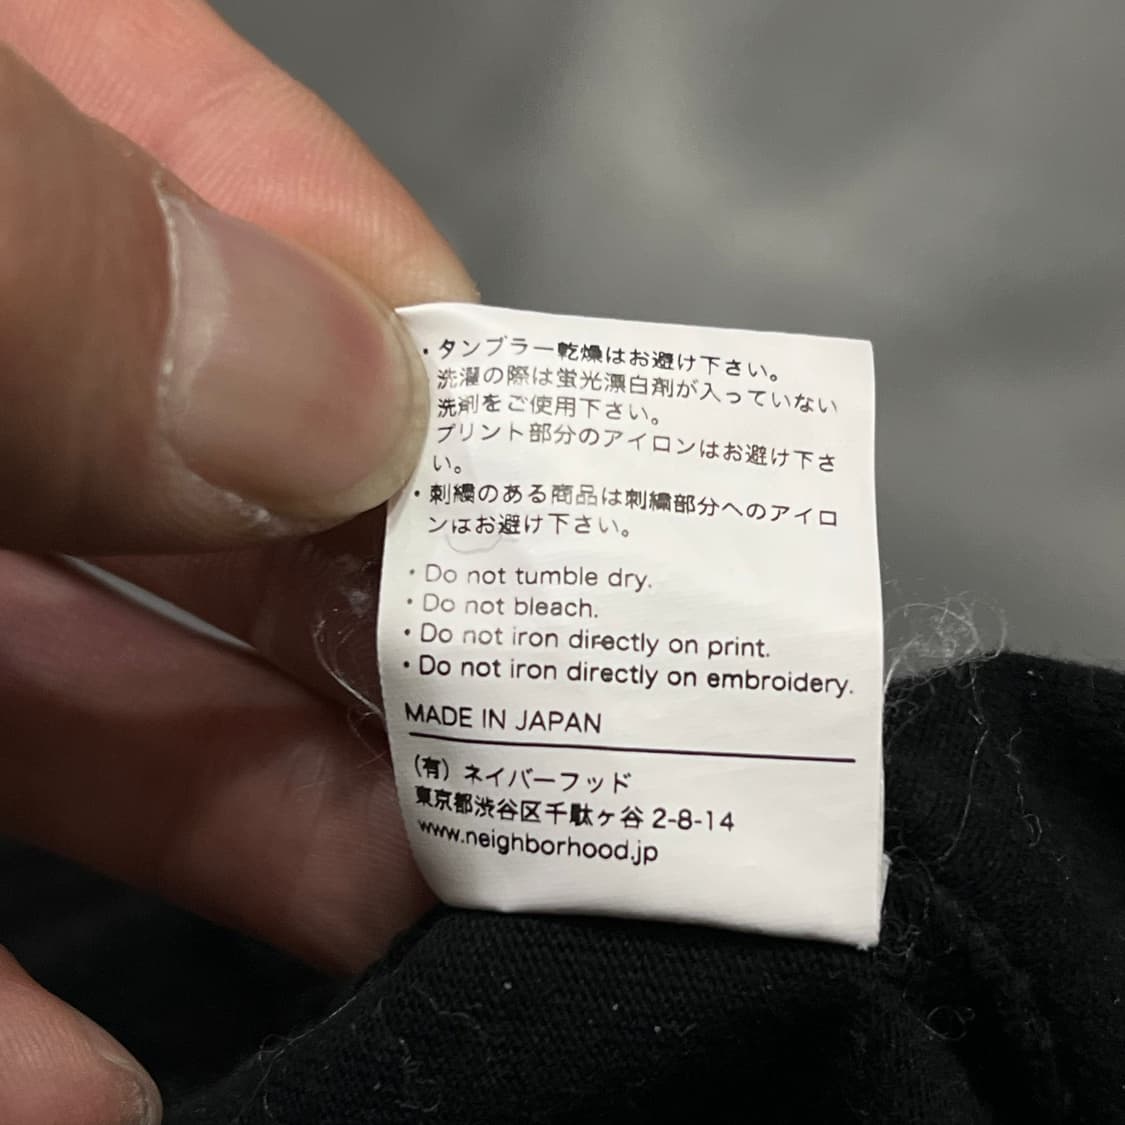 ・タンブラー乾燥はお避け下さい。
・洗濯の際は蛍光漂白剤が入っていない
洗剤をご使用下さい。
プリント部分のアイロンはお避け下さ
い。
・刺繍のある商品は刺繍部分へのアイロ
ンはお避け下さい。
・Do not tumble dry.
・Do not bleach.
・Do not iron directly on print.
・Do not iron directly on embroidery.
MADE IN JAPAN
(有) ネイバーフッド
東京都渋谷区千駄ヶ谷 2-8-14
www.neighborhood.jp